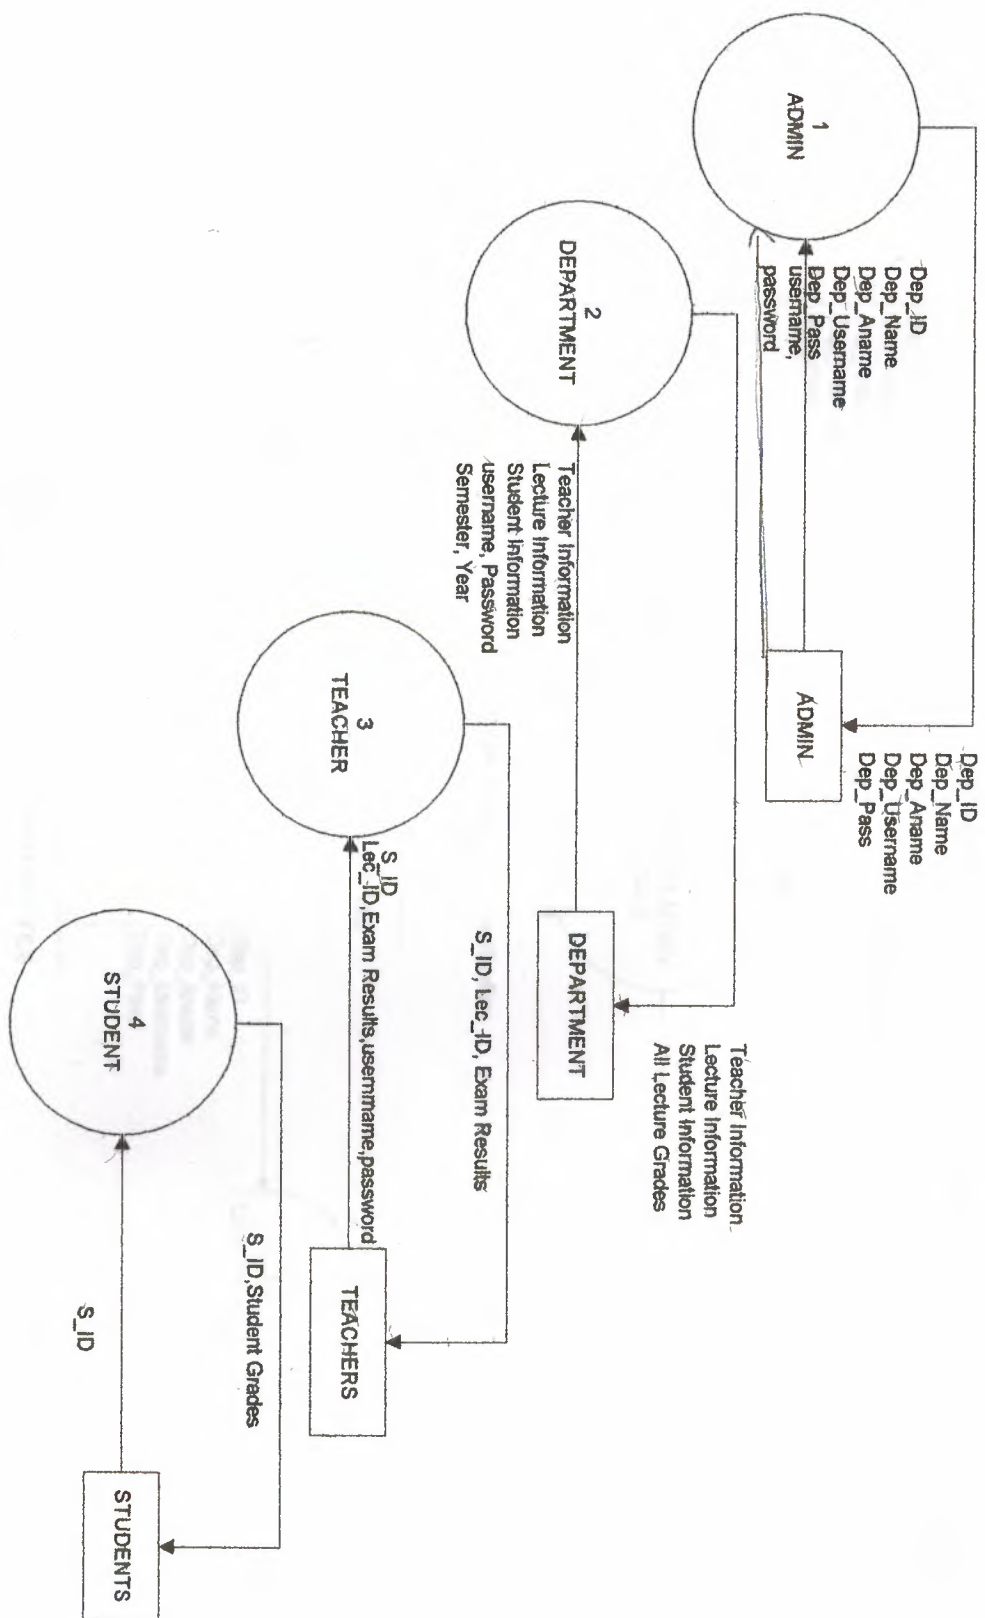 1
ADMIN
Dep_ID
Dep_Name
Dep_Aname
Dep_Username
Dep_Pass
username,
password
ADMIN
Dep_ID
Dep_Name
Dep_Aname
Dep_Username
Dep_Pass
2
DEPARTMENT
Teacher Information
Lecture Information
Student Information
username, Password
Semester, Year
DEPARTMENT
Teacher Information
Lecture Information
Student Information
All Lecture Grades
3
TEACHER
S_ID
Lec_ID,Exam Results,usernmame,password
S_ID, Lec_ID, Exam Results
TEACHERS
4
STUDENT
S_ID,Student Grades
S_ID
STUDENTS